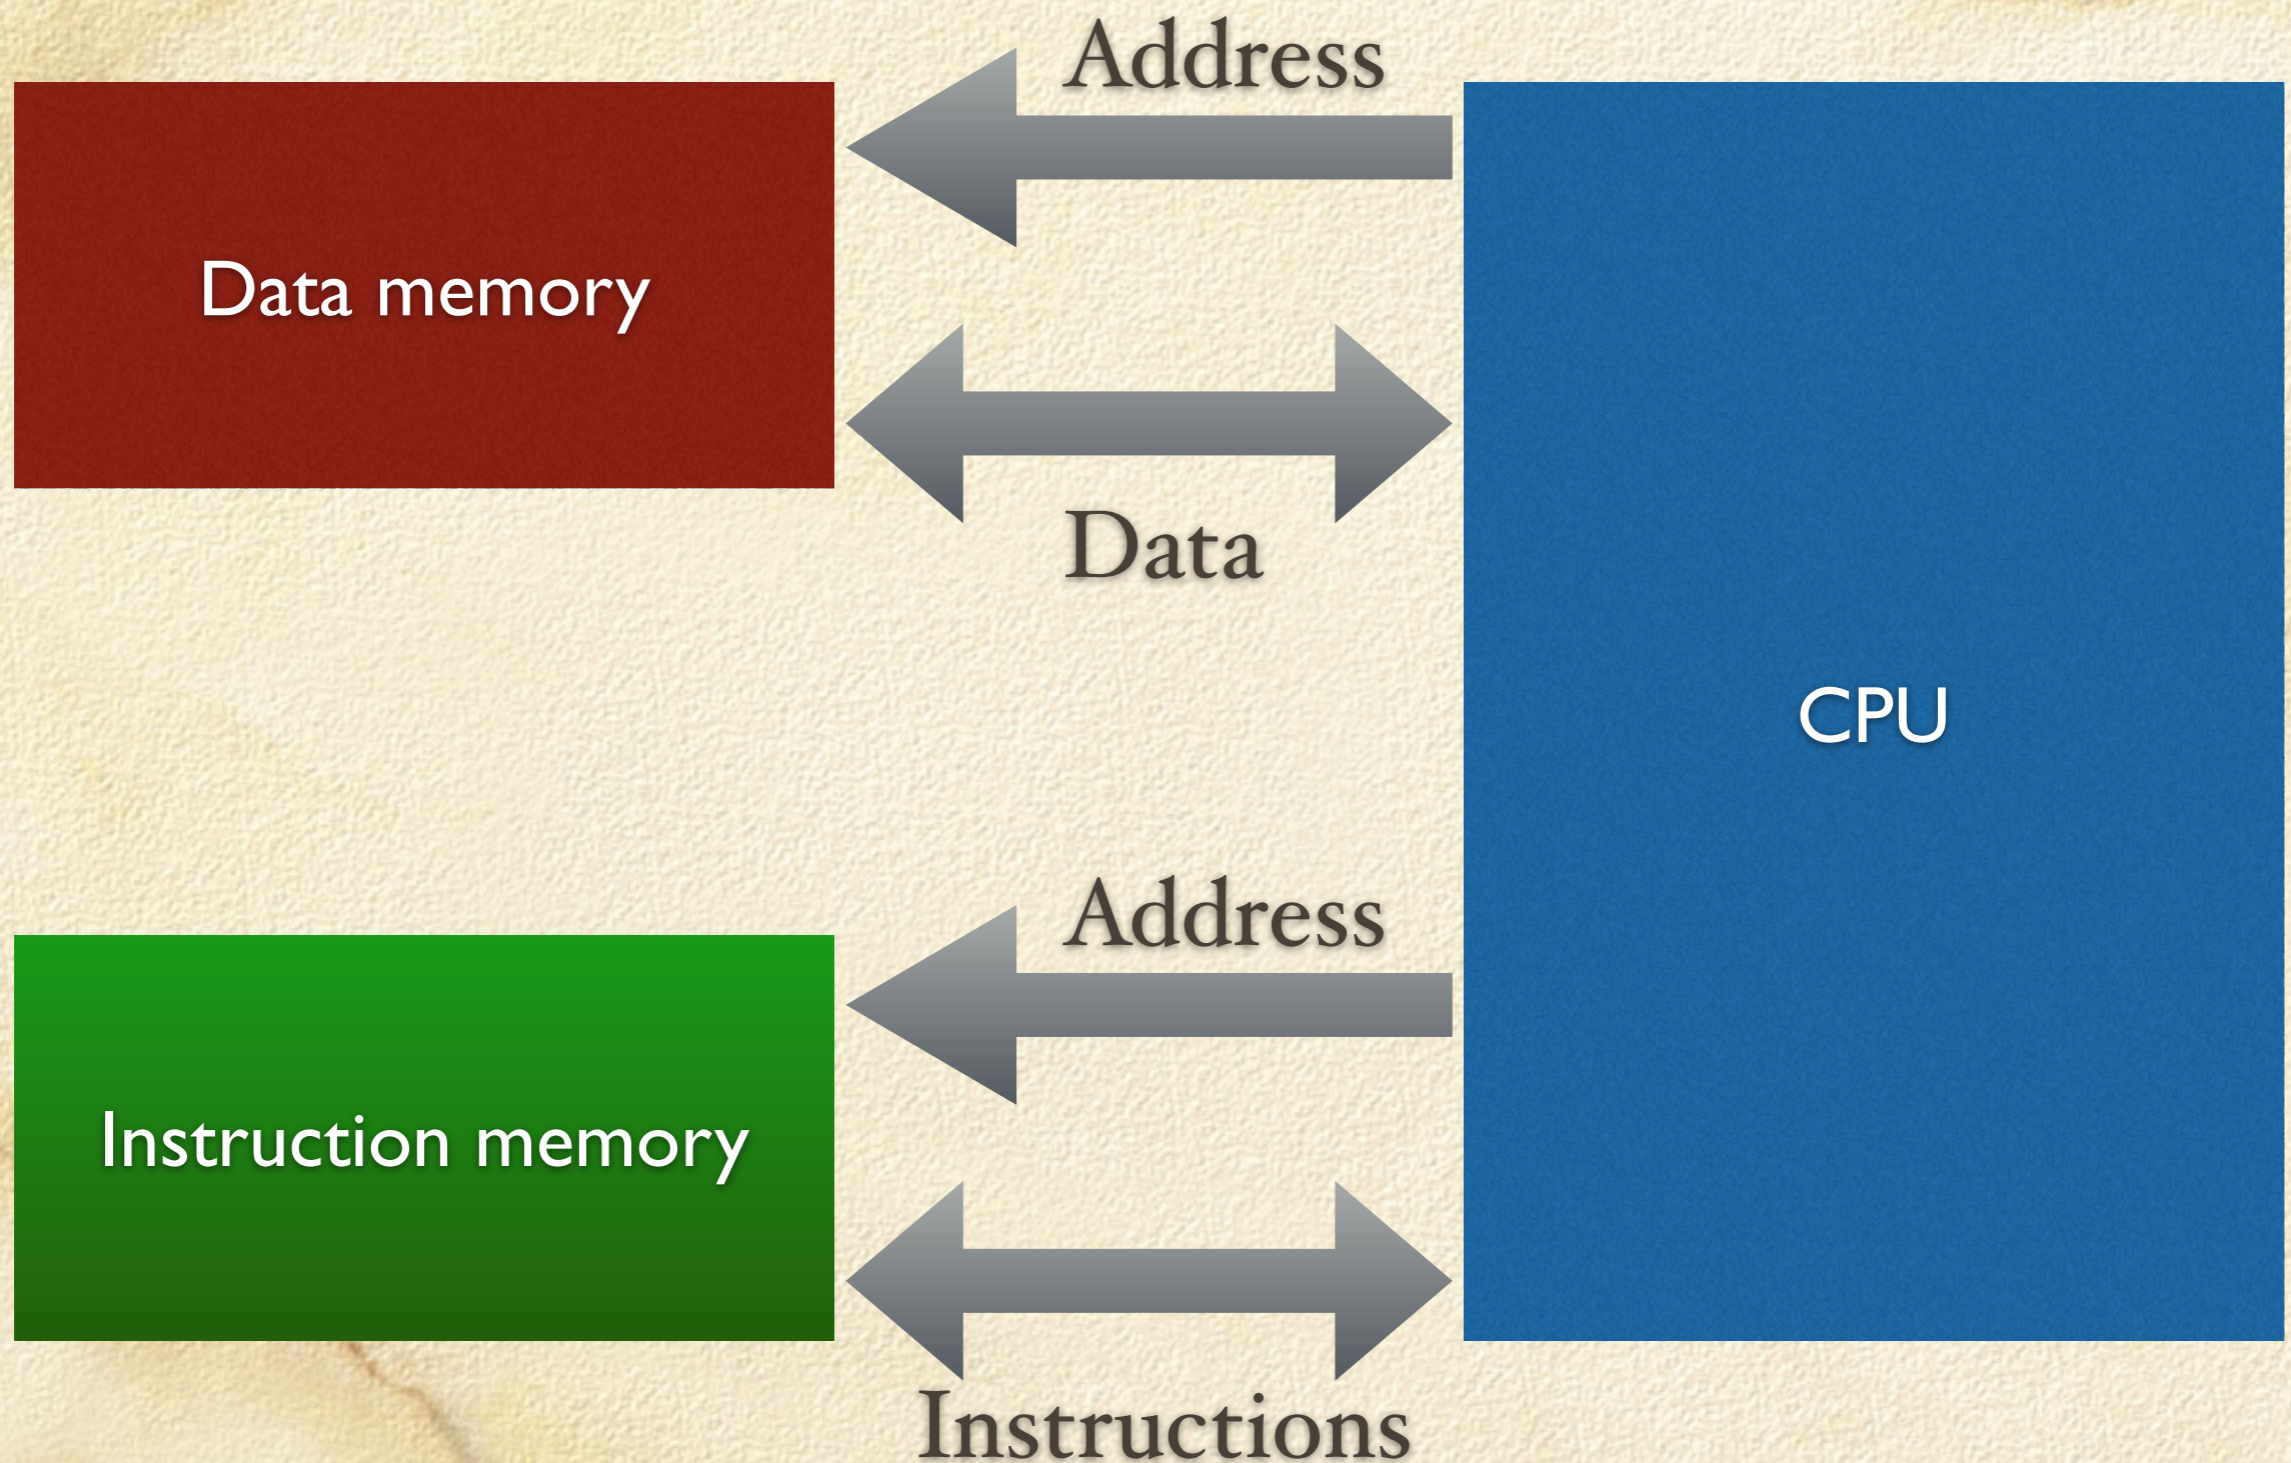 Address
Data memory
Data
CPU
Address
Instruction memory
Instructions